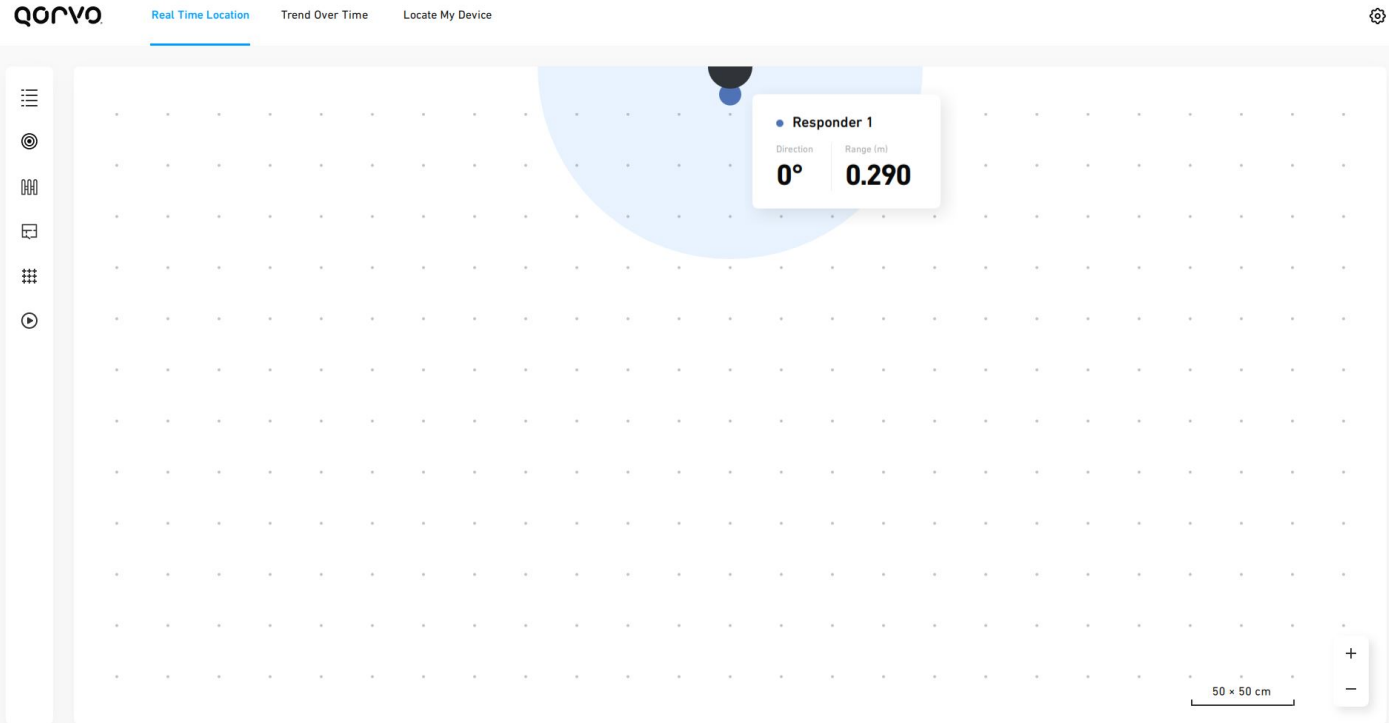 QORVO
Real Time Location Trend Over Time Locate My Device
Responder 1
Direction Range (m)
0° 0.290
+
50 × 50 cm
−